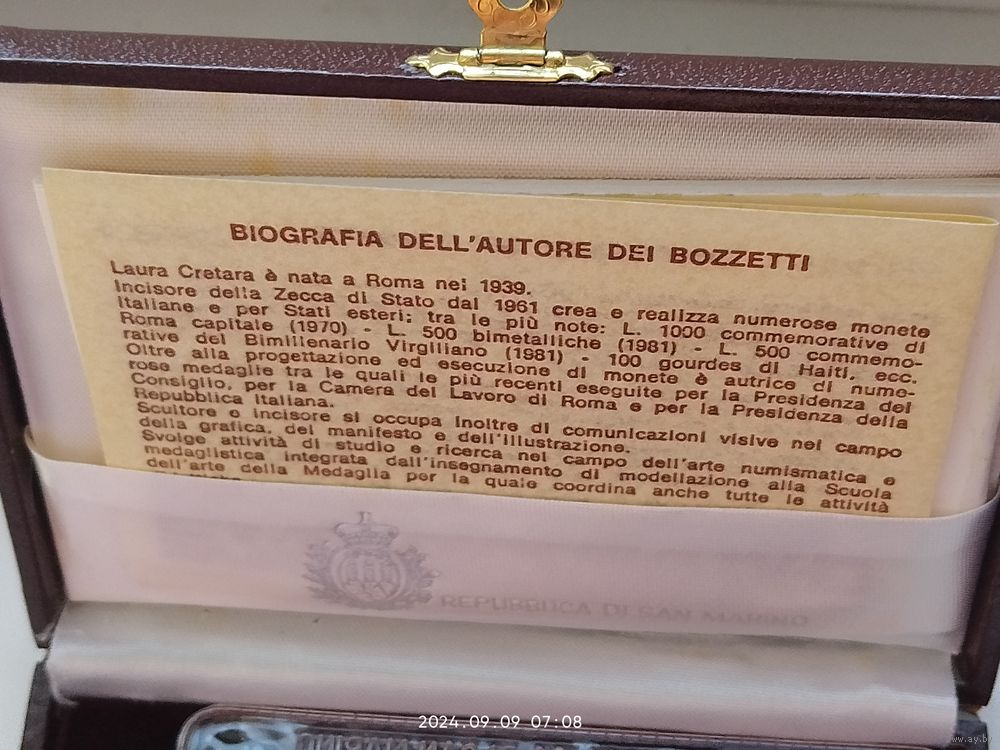 BIOGRAFIA DELL'AUTORE DEI BOZZETTI
Laura Cretara è nata a Roma nel 1939.
Incisore della Zecca di Stato dal 1961 crea e realizza numerose monete
Italiane e per Stati esteri; tra le più note: L. 1000 commemorative di
Roma capitale (1970) - L. 500 bimetalliche (1981) - L. 500 commemo-
rative del Bimillenario Virgiliano (1981) - 100 gourdes di Haiti, ecc.
Oltre alla progettazione ed esecuzione di monete è autrice di nume-
rose medaglie tra le quali le più recenti eseguite per la Presidenza del
Consiglio, per la Camera del Lavoro di Roma e per la Presidenza della
Repubblica Italiana.
Scultore e incisore si occupa inoltre di comunicazioni visive nel campo
della grafica, del manifesto e dell'illustrazione.
Svolge attività di studio e ricerca nel campo dell'arte numismatica e
medaglistica integrata dall'insegnamento di modellazione alla Scuola
dell'arte della Medaglia per la quale coordina anche tutte le attività
REPUBBLICA DI SAN MARINO
2024.09.09 07:08
www.ay.by